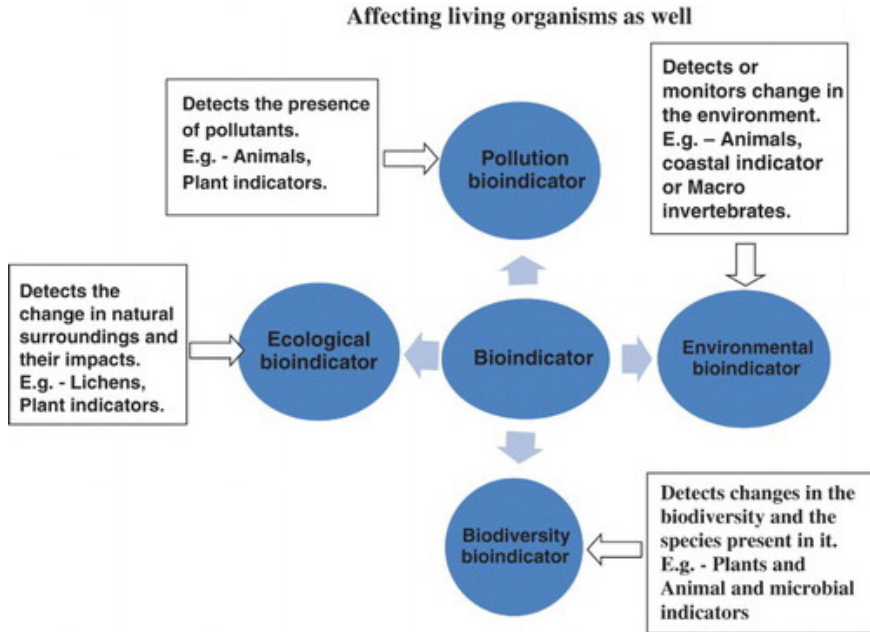 Affecting living organisms as well
Detects the presence
of pollutants.
E.g. - Animals,
Plant indicators.
Pollution
bioindicator
Detects or
monitors change in
the environment.
E.g. – Animals,
coastal indicator
or Macro
invertebrates.
Detects the
change in natural
surroundings and
their impacts.
E.g. - Lichens,
Plant indicators.
Ecological
bioindicator
Bioindicator
Environmental
bioindicator
Biodiversity
bioindicator
Detects changes in the
biodiversity and the
species present in it.
E.g. - Plants and
Animal and microbial
indicators